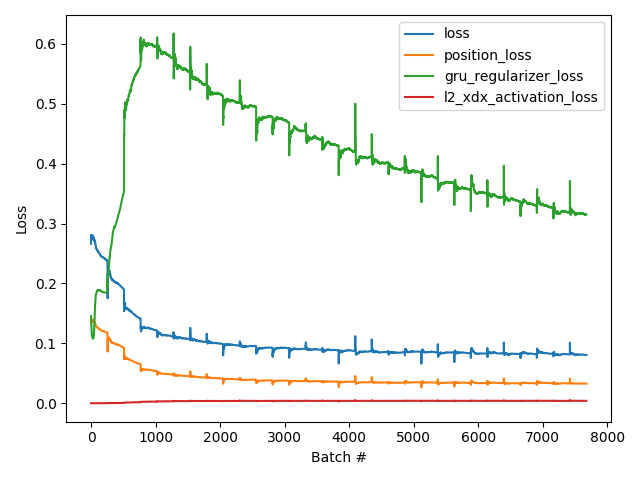 loss
position_loss
gru_regularizer_loss
l2_xdx_activation_loss
0.6
0.5
0.4
0.3
0.2
0.1
0.0
Loss
0 1000 2000 3000 4000 5000 6000 7000 8000
Batch #